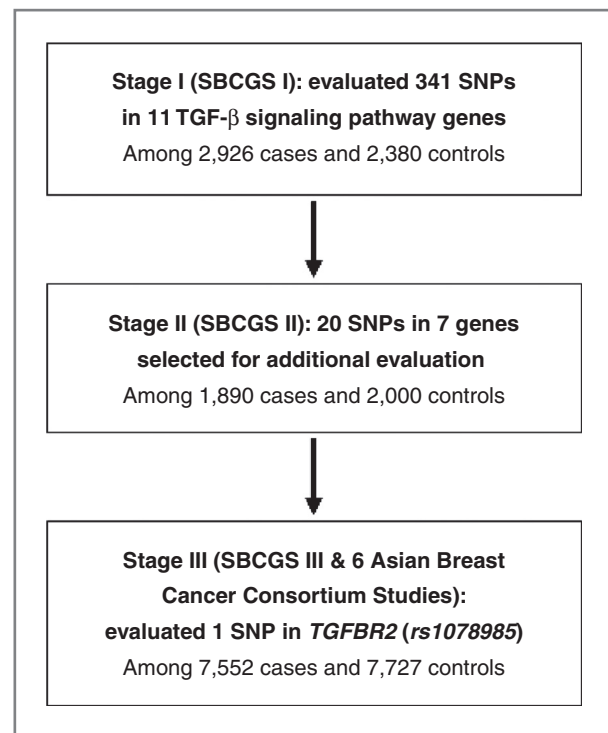 Stage I (SBCGS I): evaluated 341 SNPs
in 11 TGF-β signaling pathway genes
Among 2,926 cases and 2,380 controls
Stage II (SBCGS II): 20 SNPs in 7 genes
selected for additional evaluation
Among 1,890 cases and 2,000 controls
Stage III (SBCGS III & 6 Asian Breast
Cancer Consortium Studies):
evaluated 1 SNP in TGFBR2 (rs1078985)
Among 7,552 cases and 7,727 controls